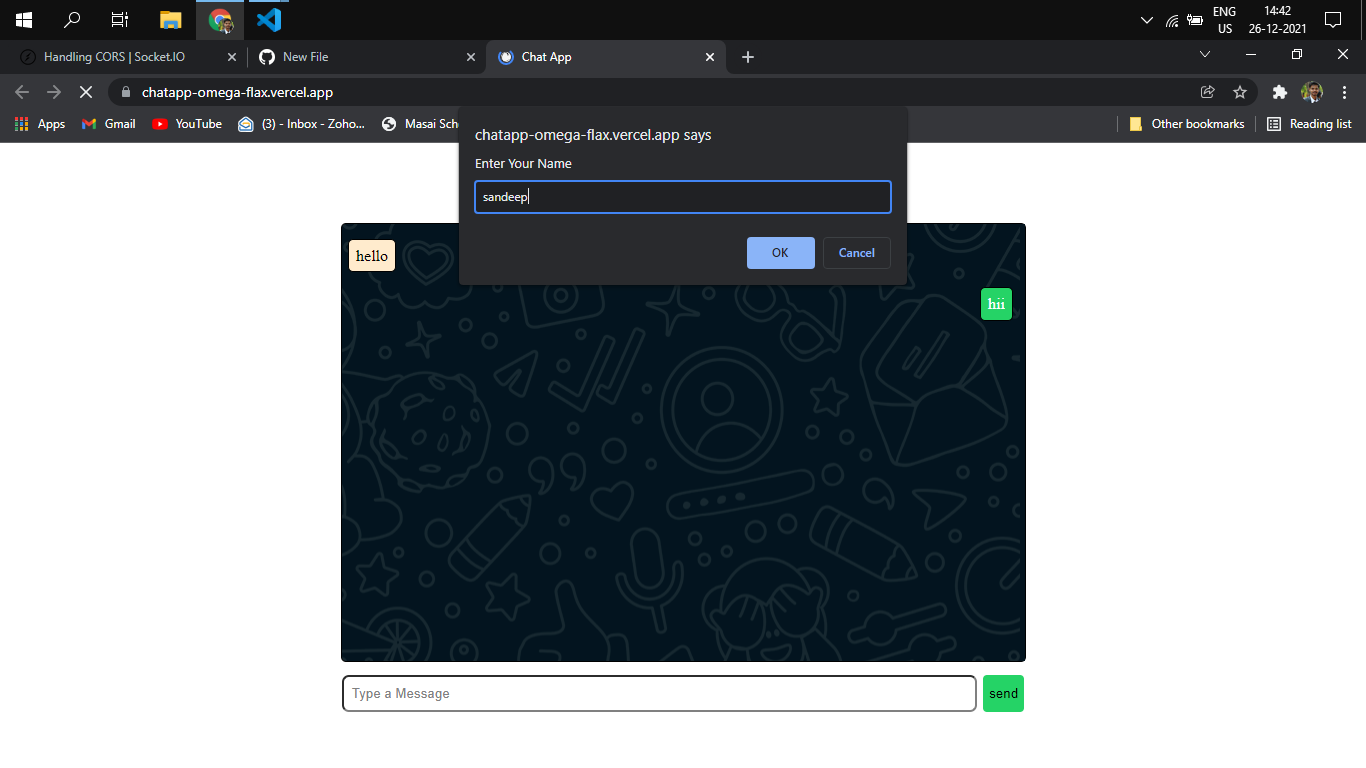 ENG
US
14:42
26-12-2021
Handling CORS | Socket.IO
New File
Chat App
chatapp-omega-flax.vercel.app
Apps
Gmail
YouTube
(3) - Inbox - Zoho...
Masai Sch
Other bookmarks
Reading list
chatapp-omega-flax.vercel.app says
Enter Your Name
sandeep
OK
Cancel
hello
hii
Type a Message
send